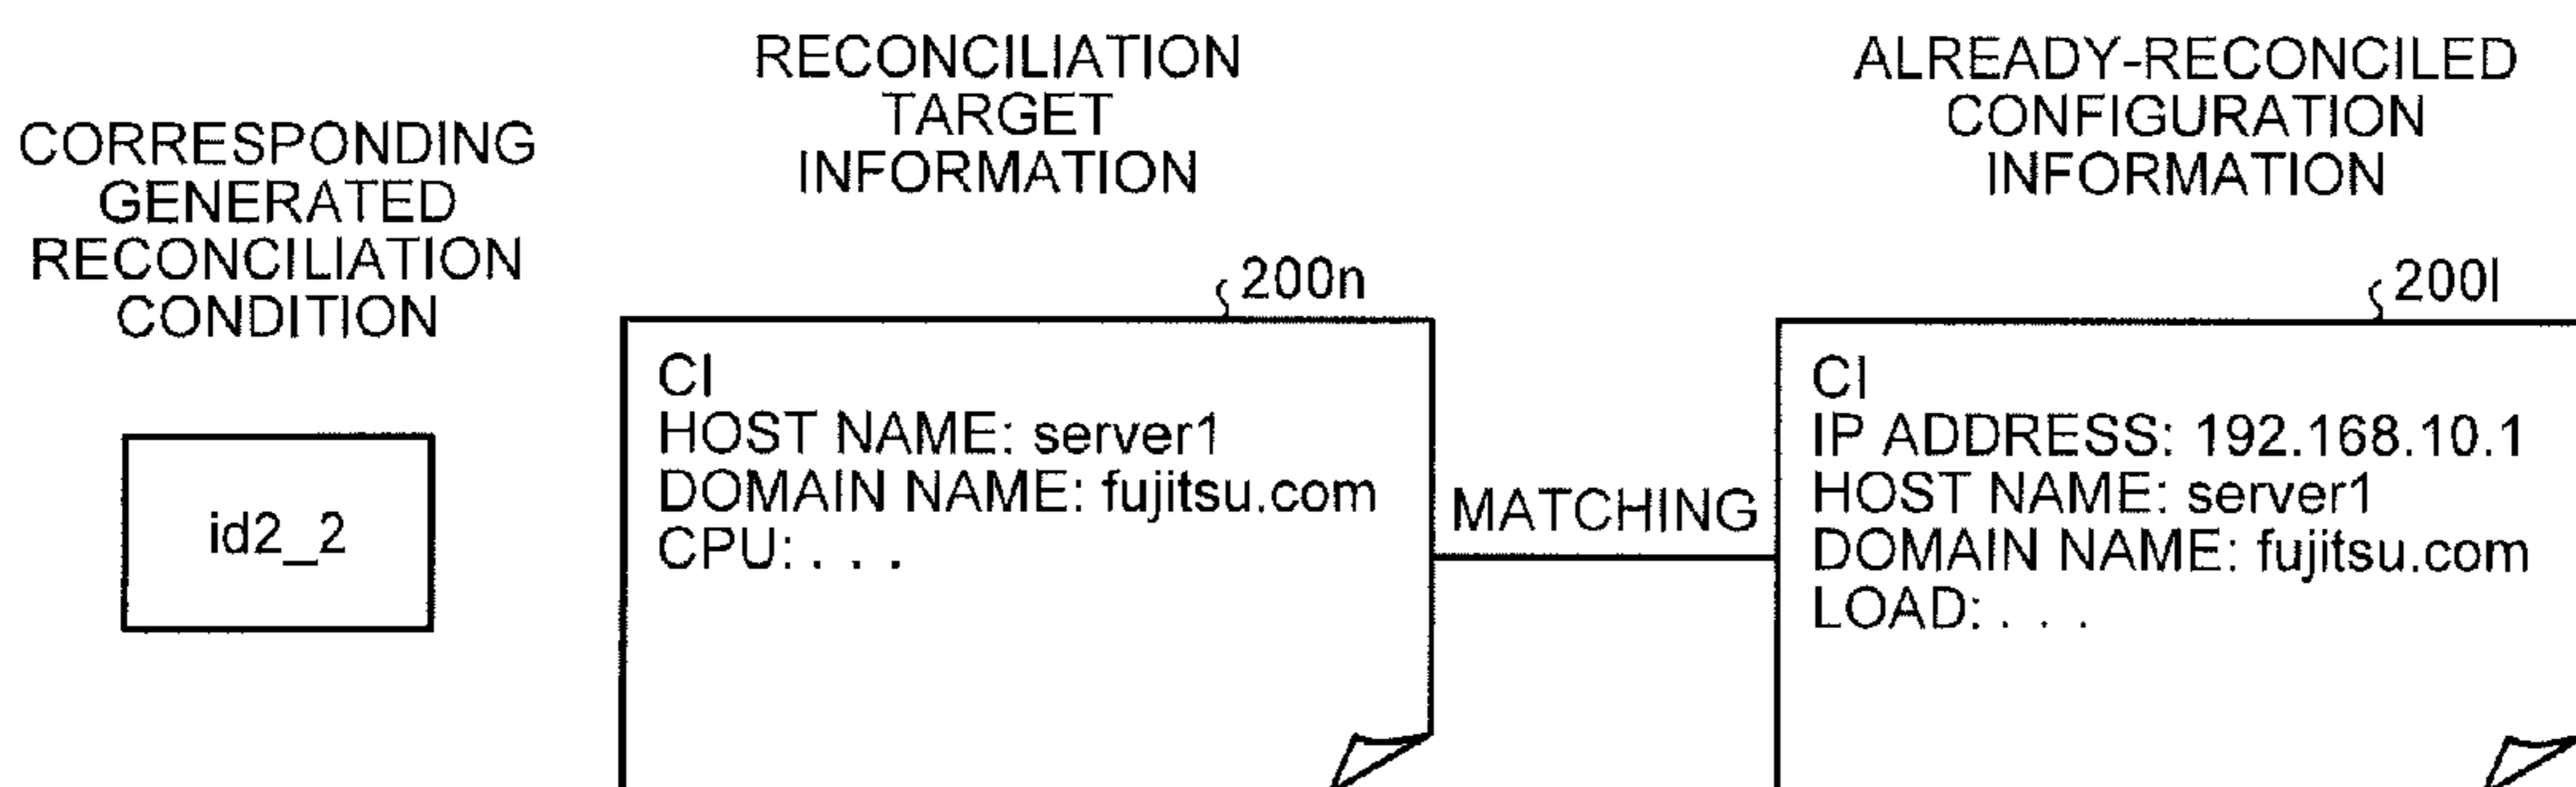 CORRESPONDING
GENERATED
RECONCILIATION
CONDITION
id2_2
RECONCILIATION
TARGET
INFORMATION
200n
CI
HOST NAME: server1
DOMAIN NAME: fujitsu.com
CPU: . . .
MATCHING
ALREADY-RECONCILED
CONFIGURATION
INFORMATION
200l
CI
IP ADDRESS: 192.168.10.1
HOST NAME: server1
DOMAIN NAME: fujitsu.com
LOAD: . . .